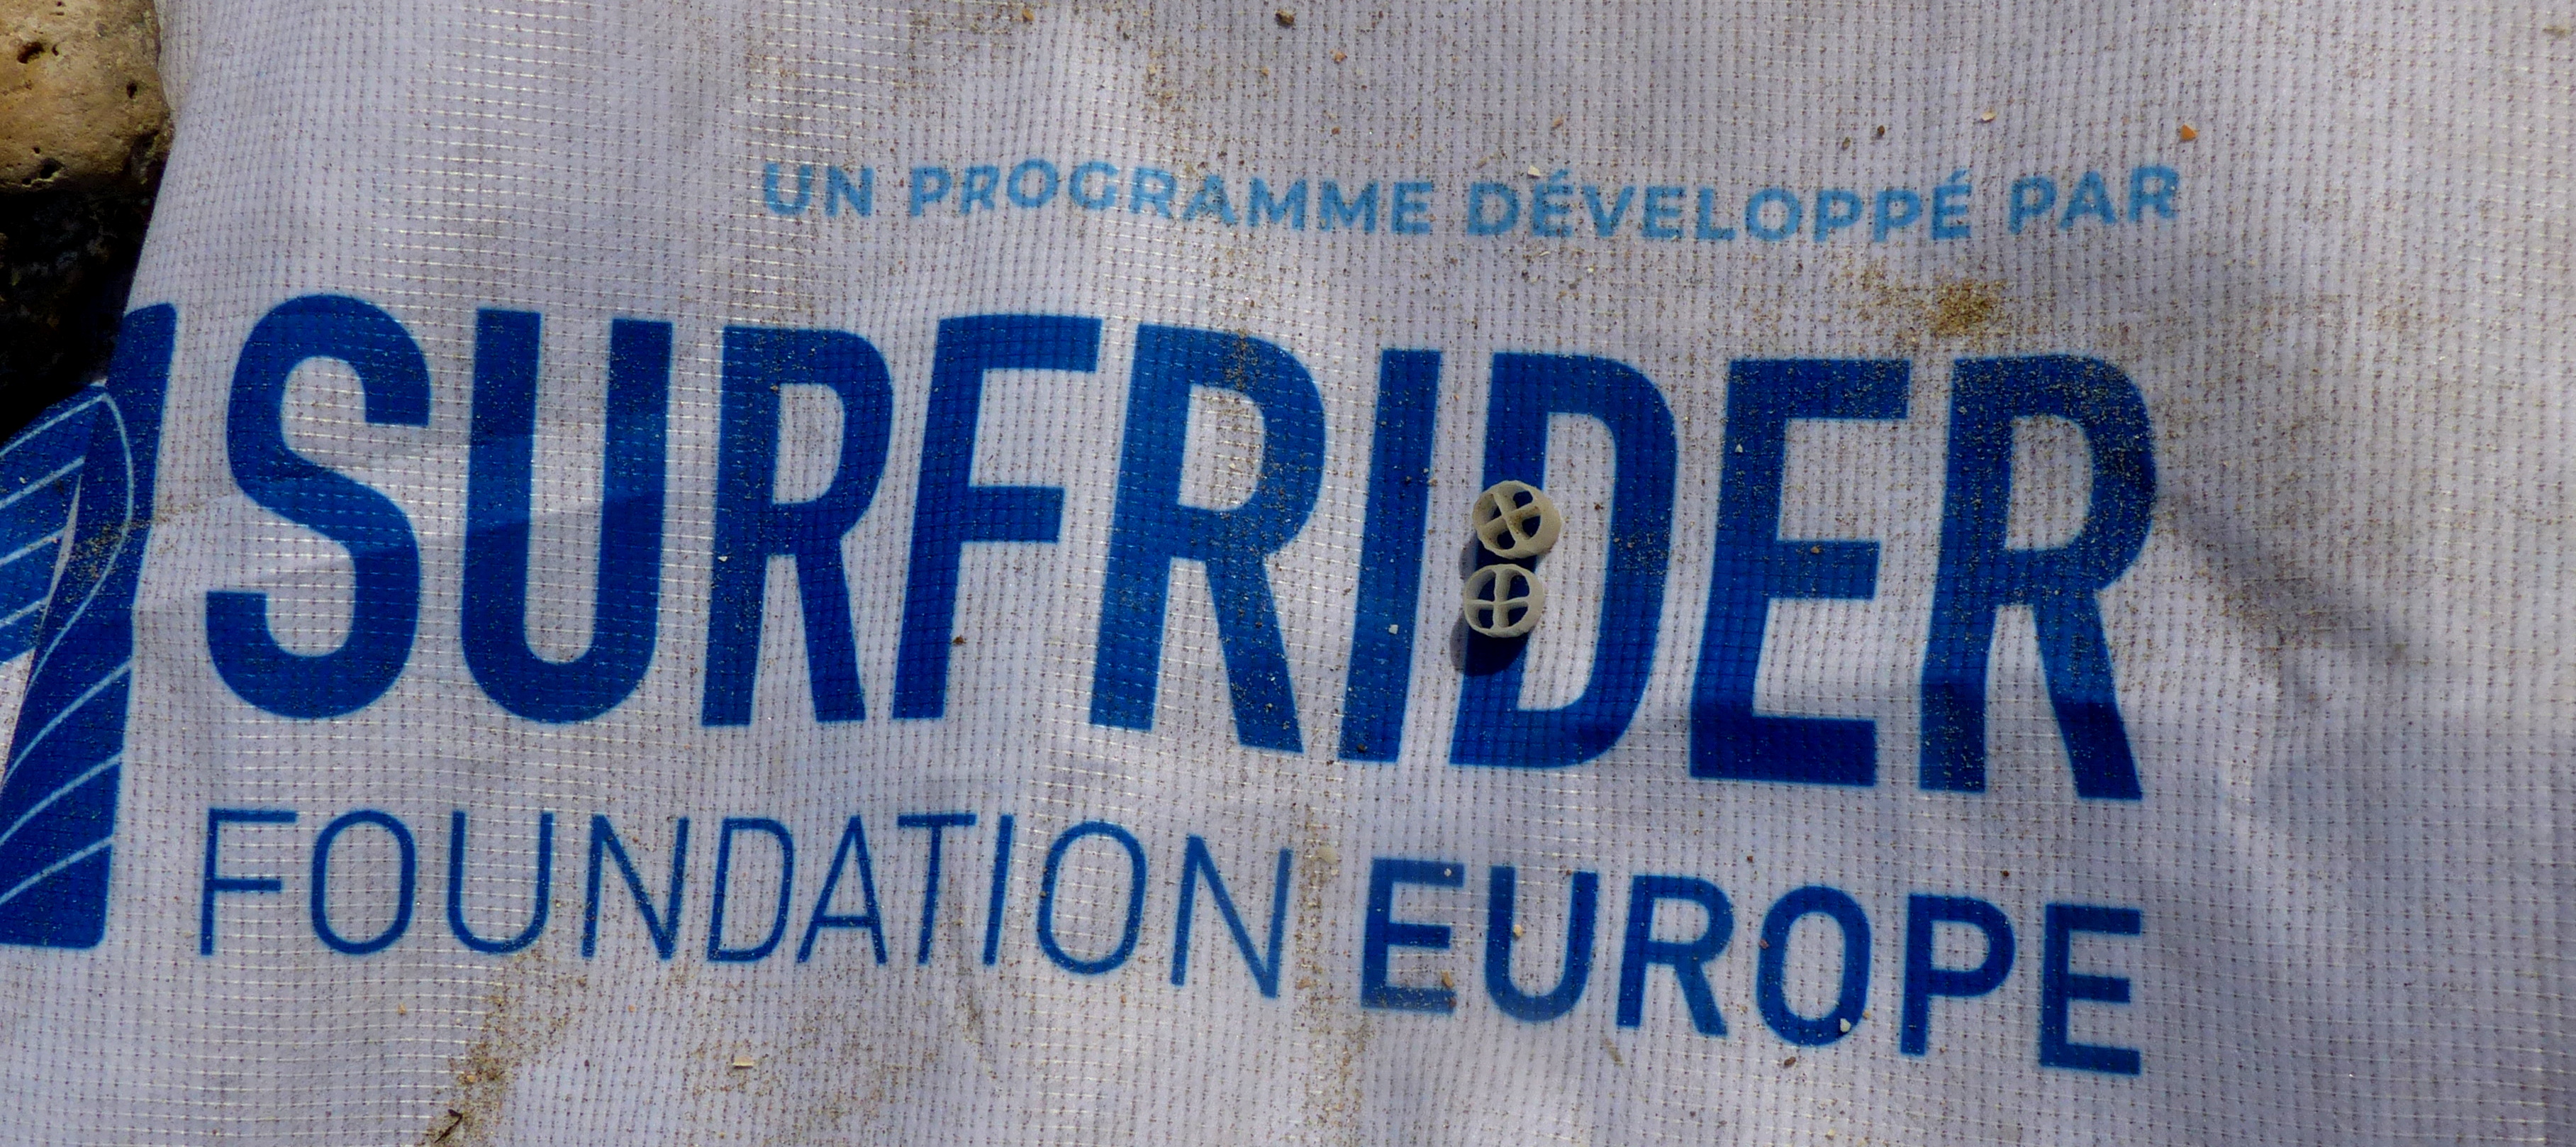 UN PROGRAMME DÉVELOPPÉ PAR
SURFRIDER
FOUNDATION EUROPE